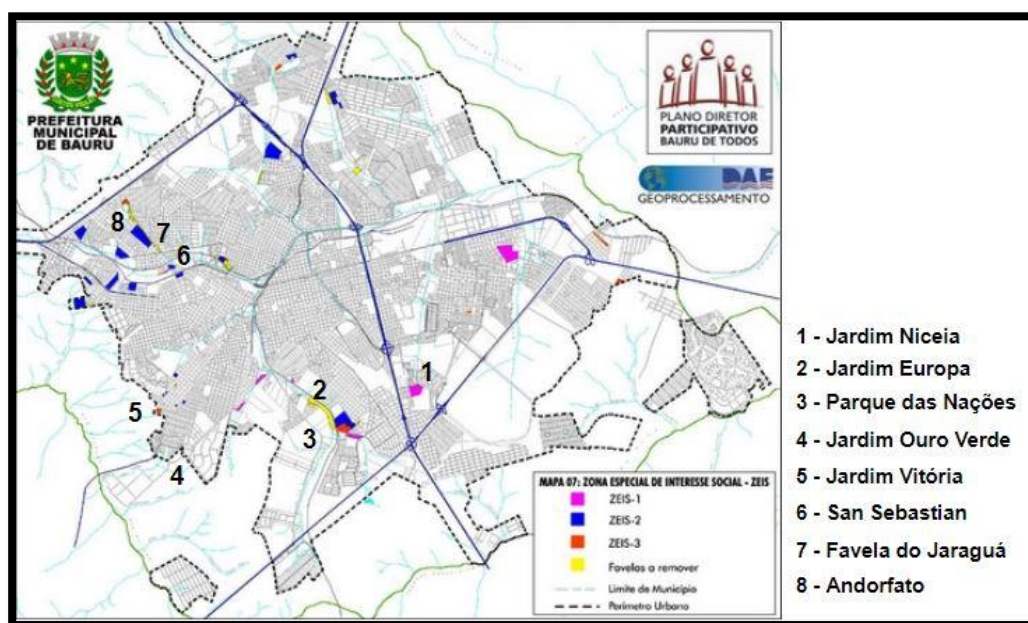 PREFEITURA
MUNICIPAL
DE BAURU
PLANO DIRETOR
PARTICIPATIVO
BAURU DE TODOS
DAE
GEOPROCESSAMENTO
8
7
6
1
2
5
3
4
1 - Jardim Niceia
2 - Jardim Europa
3 - Parque das Nações
4 - Jardim Ouro Verde
5 - Jardim Vitória
6 - San Sebastian
7 - Favela do Jaraguá
8 - Andorfato
MAPA 07: ZONA ESPECIAL DE INTERESSE SOCIAL - ZEIS
ZEIS-1
ZEIS-2
ZEIS-3
Favelas a remover
Limite de Município
Perímetro Urbano